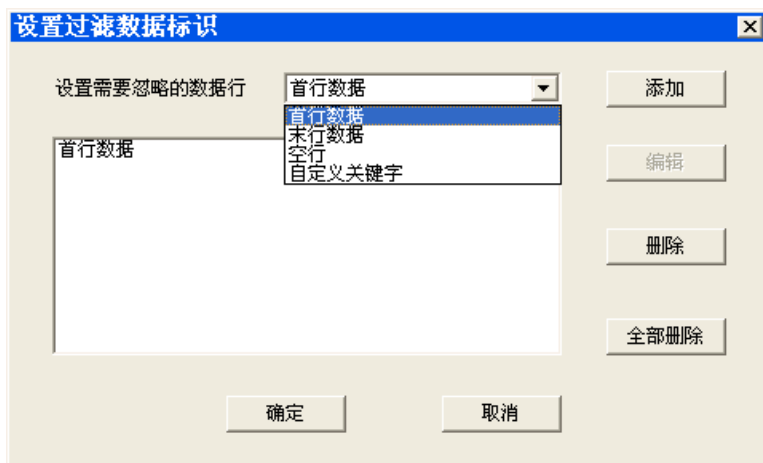 设置过滤数据标识
设置需要忽略的数据行 首行数据 添加
首行数据
末行数据
空行
自定义关键字
首行数据
编辑
删除
全部删除
确定 取消